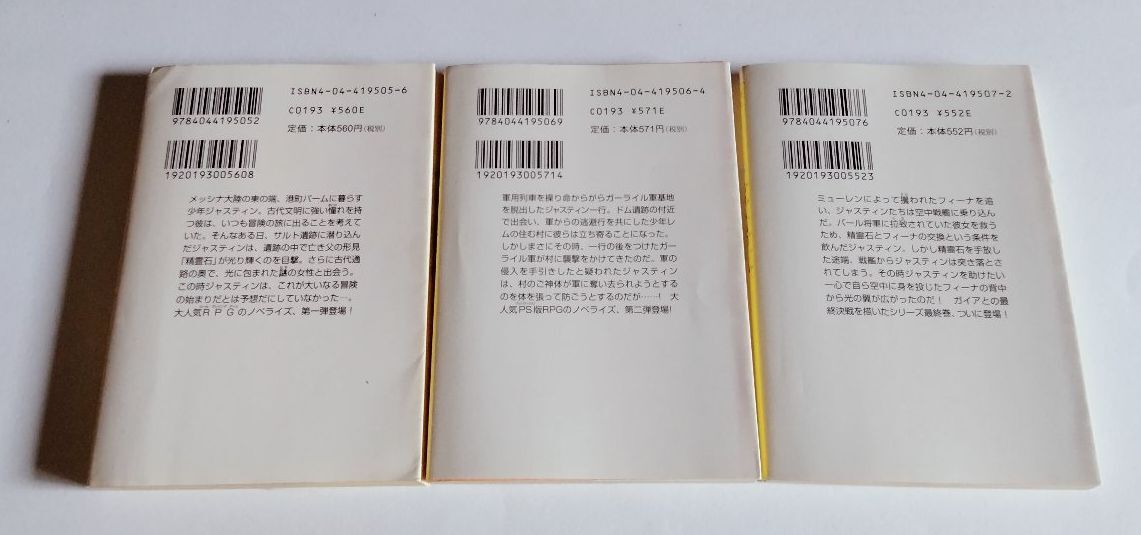 ISBN4-04-419505-6
C0193 ¥560E
定価：本体560円(税別)
9784044195052
1920193005608
メッシナ大陸の東の端、港町パームに暮らす
少年ジャスティン。古代文明に強い憧れを持
つ彼は、いつも冒険の旅に出ることを考えて
いた。そんなある日、サルト遺跡に潜り込ん
だジャスティンは、遺跡の中で亡き父の形見
「精霊石」が光り輝くのを目撃。さらに古代通
路の奥で、光に包まれた謎の女性と出会う。
この時ジャスティンは、これが大いなる冒険
の始まりだとは予想だにしていなかった…。
大人気RPGのノベライズ、第一弾登場！
ISBN4-04-419506-4
C0193 ¥571E
定価：本体571円(税別)
9784044195069
1920193005714
軍用列車を操り命からがらガーライル軍基地
を脱出したジャスティン一行。ドム遺跡の付近
で出会い、軍からの逃避行を共にした少年レ
ムの住む村に彼らは立ち寄ることになった。
しかしまさにその時、一行の後をつけたガー
ライル軍が村に襲撃をかけてきたのだ。軍の
侵入を手引きしたと疑われたジャスティン
は、村のご神体が軍に奪い去られようとする
のを体を張って防ごうとするのだが……！ 大
人気PS版RPGのノベライズ、第二弾登場!
ISBN4-04-419507-2
C0193 ¥552E
定価：本体552円(税別)
9784044195076
1920193005523
ミューレンによって攫われたフィーナを追
い、ジャスティンたちは空中戦艦に乗り込ん
だ。バール将軍に拉致されていた彼女を救う
ため、精霊石とフィーナの交換という条件を
飲んだジャスティン。しかし精霊石を手放し
た途端、戦艦からジャスティンは突き落とさ
れてしまう。その時ジャスティンを助けたい
一心で自ら空中に身を投じたフィーナの背中
から光の翼が広がったのだ！ ガイアとの最
終決戦を描いたシリーズ最終巻、ついに登場！